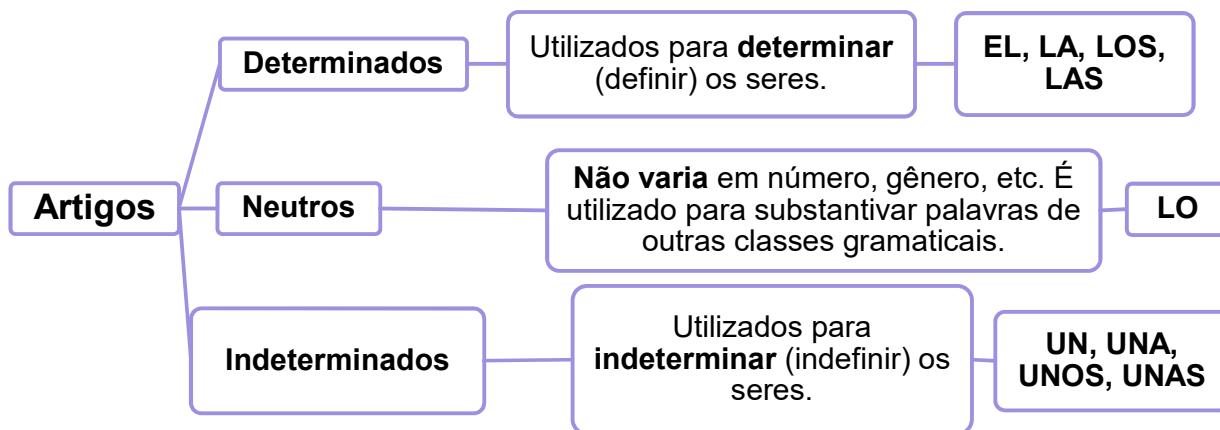 Artigos
Determinados
Utilizados para determinar
(definir) os seres.
EL, LA, LOS,
LAS
Neutros
Não varia em número, gênero, etc. É
utilizado para substantivar palavras de
outras classes gramaticais.
LO
Indeterminados
Utilizados para
indeterminar (indefinir) os
seres.
UN, UNA,
UNOS, UNAS